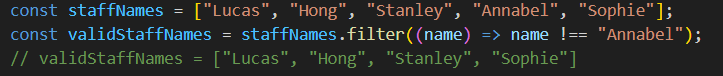 const staffNames = ["Lucas", "Hong", "Stanley", "Annabel", "Sophie"];
const validStaffNames = staffNames.filter((name) => name !== "Annabel");
// validStaffNames = ["Lucas", "Hong", "Stanley", "Sophie"]